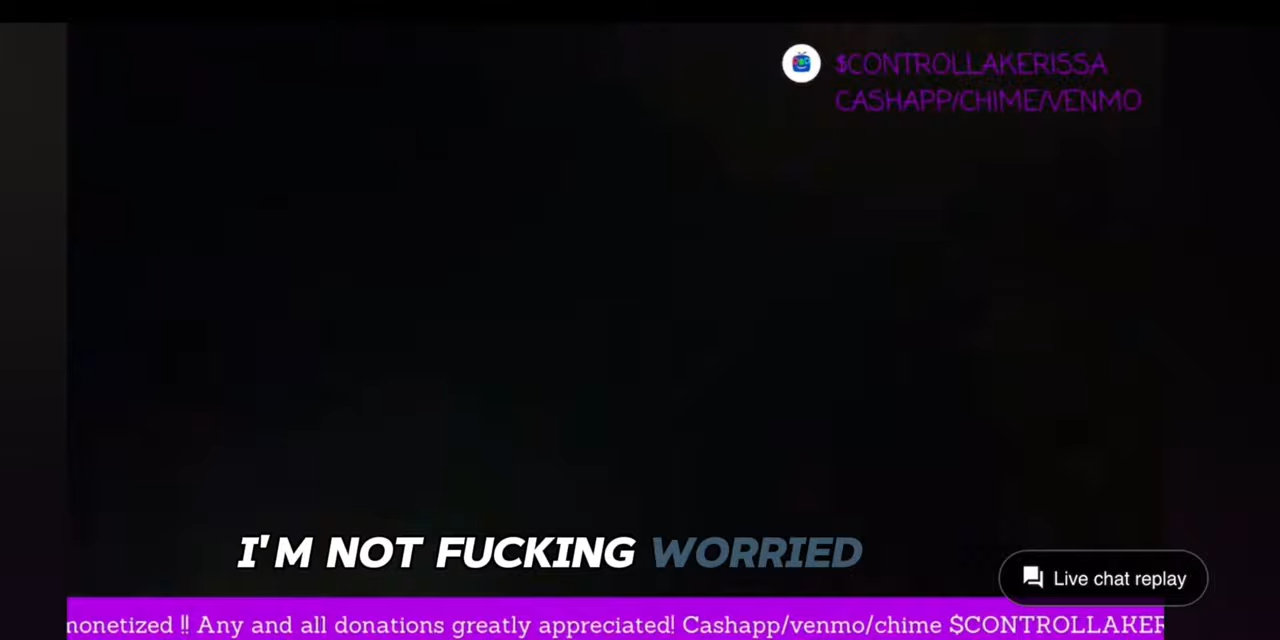 $CONTROLLAKERISSA
CASHAPP/CHIME/VENMO
I'M NOT FUCKING WORRIED
Live chat replay
monetized !! Any and all donations greatly appreciated! Cashapp/venmo/chime $CONTROLLAKER